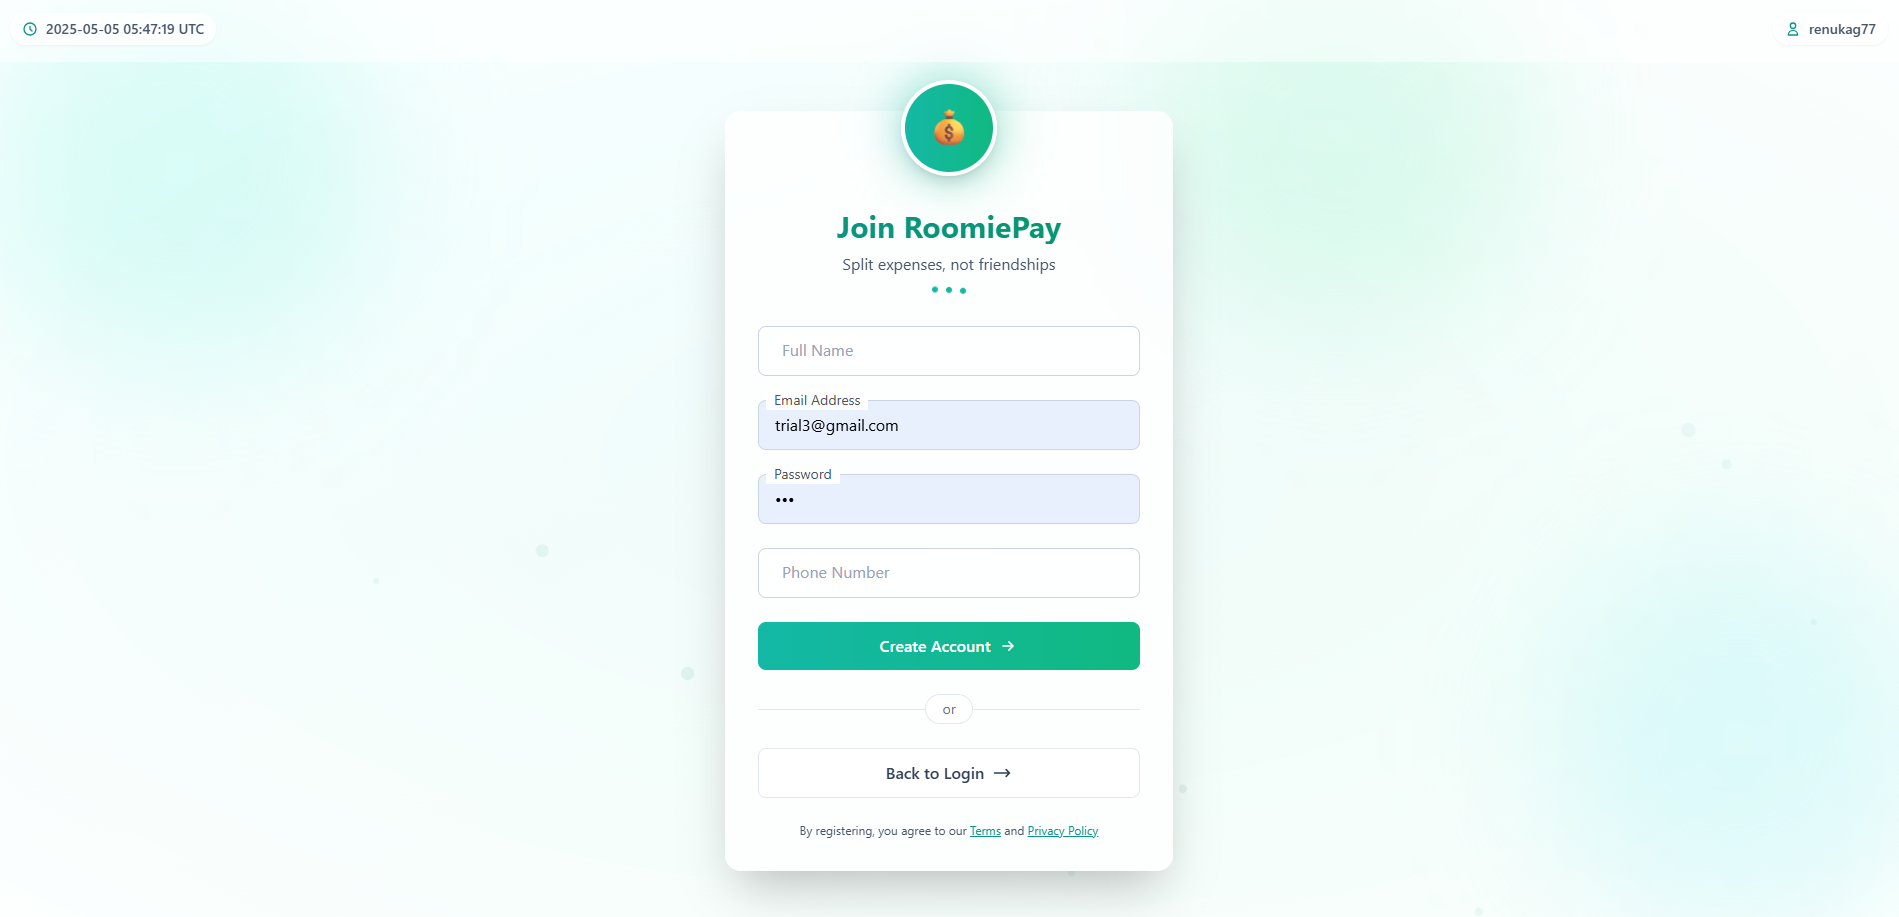 2025-05-05 05:47:19 UTC
renukag77
Join RoomiePay
Split expenses, not friendships
Full Name
Email Address
trial3@gmail.com
Password
•••
Phone Number
Create Account →
or
Back to Login →
By registering, you agree to our Terms and Privacy Policy